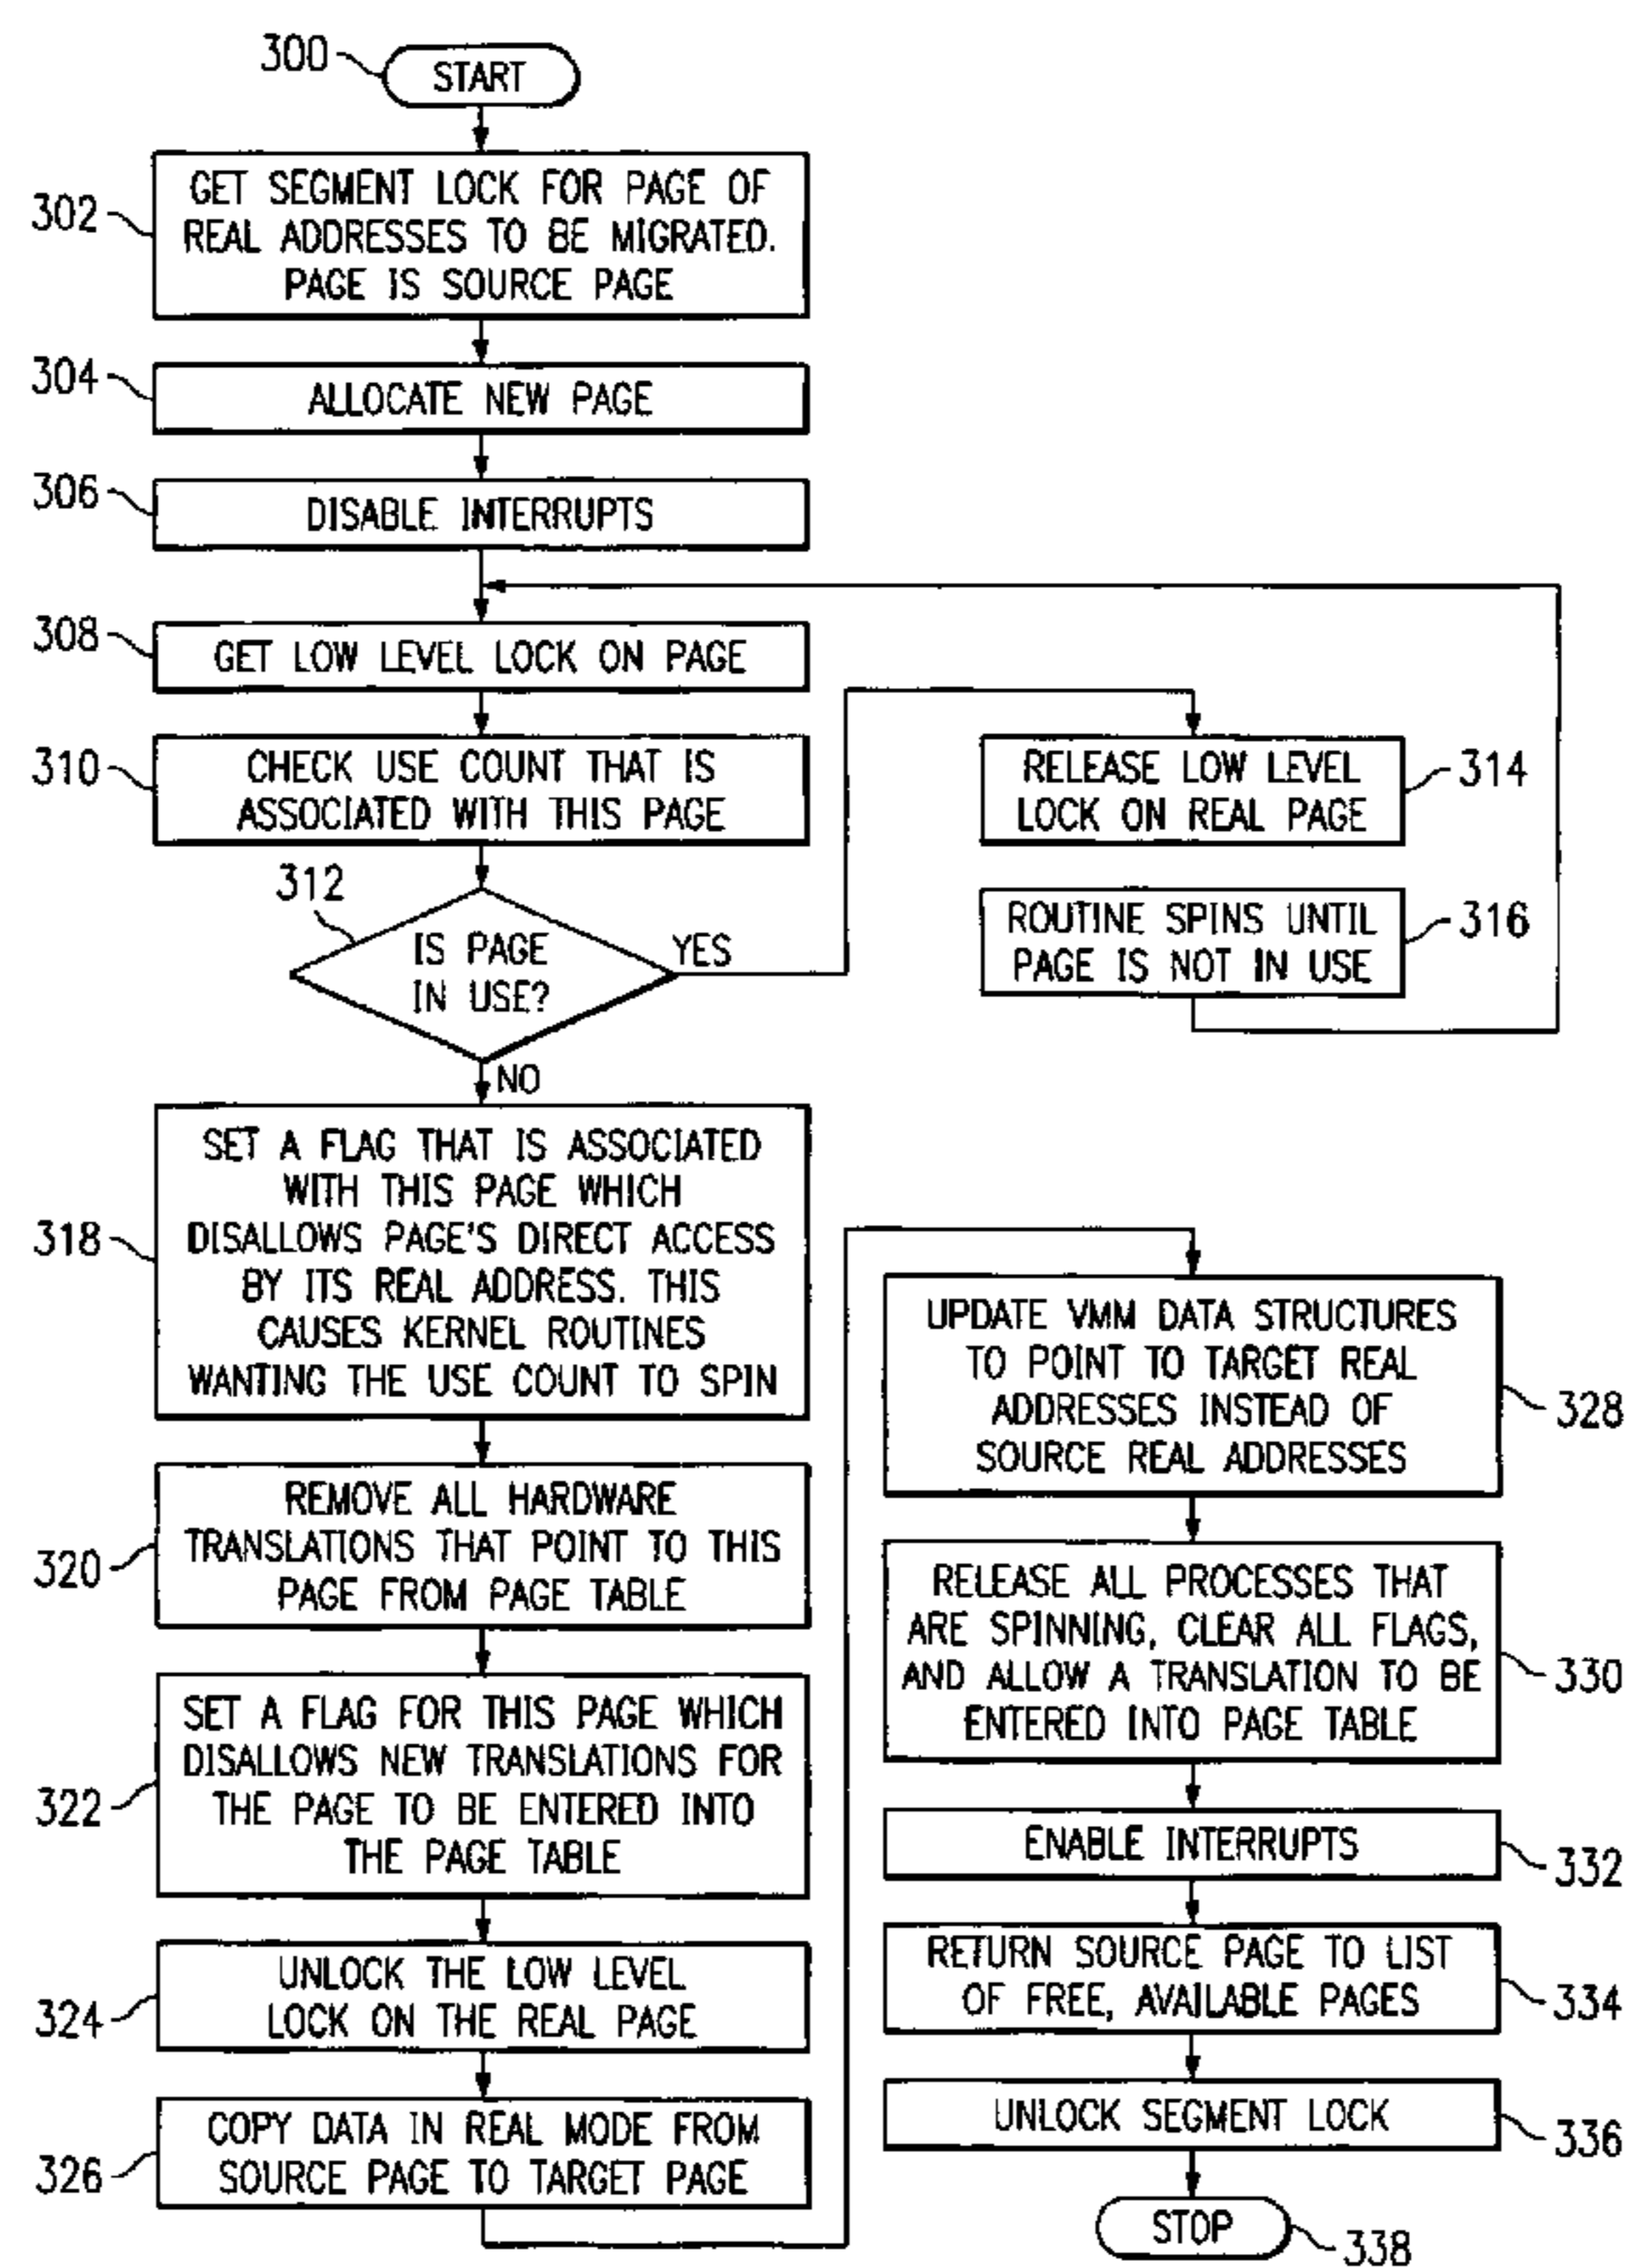 300
START
302
GET SEGMENT LOCK FOR PAGE OF
REAL ADDRESSES TO BE MIGRATED.
PAGE IS SOURCE PAGE
304
ALLOCATE NEW PAGE
306
DISABLE INTERRUPTS
308
GET LOW LEVEL LOCK ON PAGE
310
CHECK USE COUNT THAT IS
ASSOCIATED WITH THIS PAGE
312
IS PAGE
IN USE?
YES
NO
RELEASE LOW LEVEL
LOCK ON REAL PAGE
314
ROUTINE SPINS UNTIL
PAGE IS NOT IN USE
316
318
SET A FLAG THAT IS ASSOCIATED
WITH THIS PAGE WHICH
DISALLOWS PAGE'S DIRECT ACCESS
BY ITS REAL ADDRESS. THIS
CAUSES KERNEL ROUTINES
WANTING THE USE COUNT TO SPIN
320
REMOVE ALL HARDWARE
TRANSLATIONS THAT POINT TO THIS
PAGE FROM PAGE TABLE
322
SET A FLAG FOR THIS PAGE WHICH
DISALLOWS NEW TRANSLATIONS FOR
THE PAGE TO BE ENTERED INTO
THE PAGE TABLE
324
UNLOCK THE LOW LEVEL
LOCK ON THE REAL PAGE
326
COPY DATA IN REAL MODE FROM
SOURCE PAGE TO TARGET PAGE
UPDATE VMM DATA STRUCTURES
TO POINT TO TARGET REAL
ADDRESSES INSTEAD OF
SOURCE REAL ADDRESSES
328
RELEASE ALL PROCESSES THAT
ARE SPINNING, CLEAR ALL FLAGS,
AND ALLOW A TRANSLATION TO BE
ENTERED INTO PAGE TABLE
330
ENABLE INTERRUPTS
332
RETURN SOURCE PAGE TO LIST
OF FREE, AVAILABLE PAGES
334
UNLOCK SEGMENT LOCK
336
STOP
338